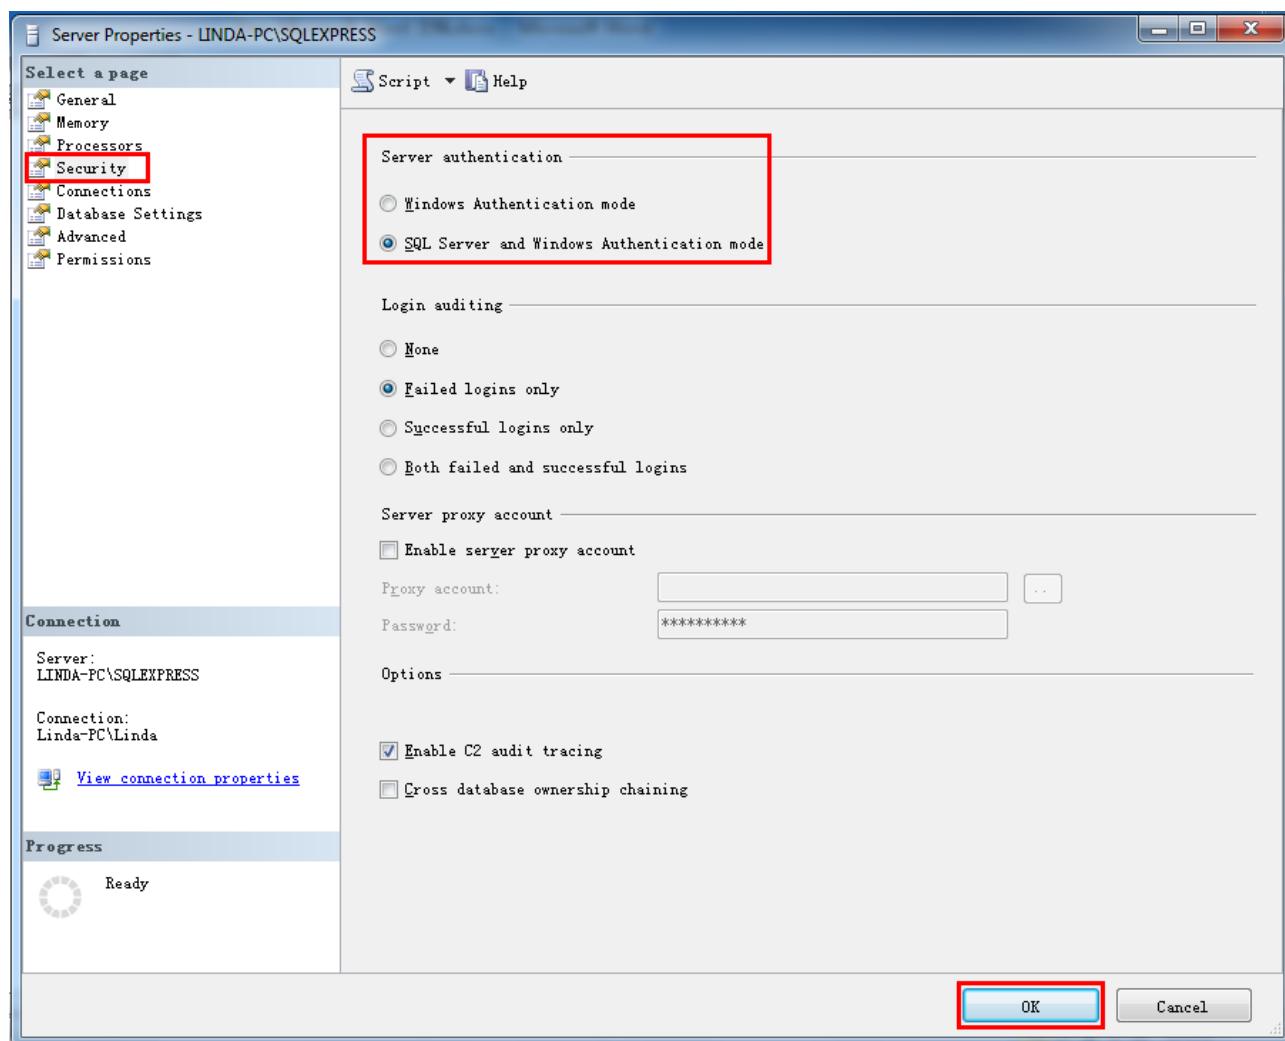 Server Properties - LINDA-PC\SQLEXPRESS
Select a page
General
Memory
Processors
Security
Connections
Database Settings
Advanced
Permissions
Script
Help
Server authentication
Windows Authentication mode
SQL Server and Windows Authentication mode
Login auditing
None
Failed logins only
Successful logins only
Both failed and successful logins
Server proxy account
Enable server proxy account
Proxy account:
..
Password:
**********
Options
Enable C2 audit tracing
Cross database ownership chaining
Connection
Server:
LINDA-PC\SQLEXPRESS
Connection:
Linda-PC\Linda
View connection properties
Progress
Ready
OK
Cancel